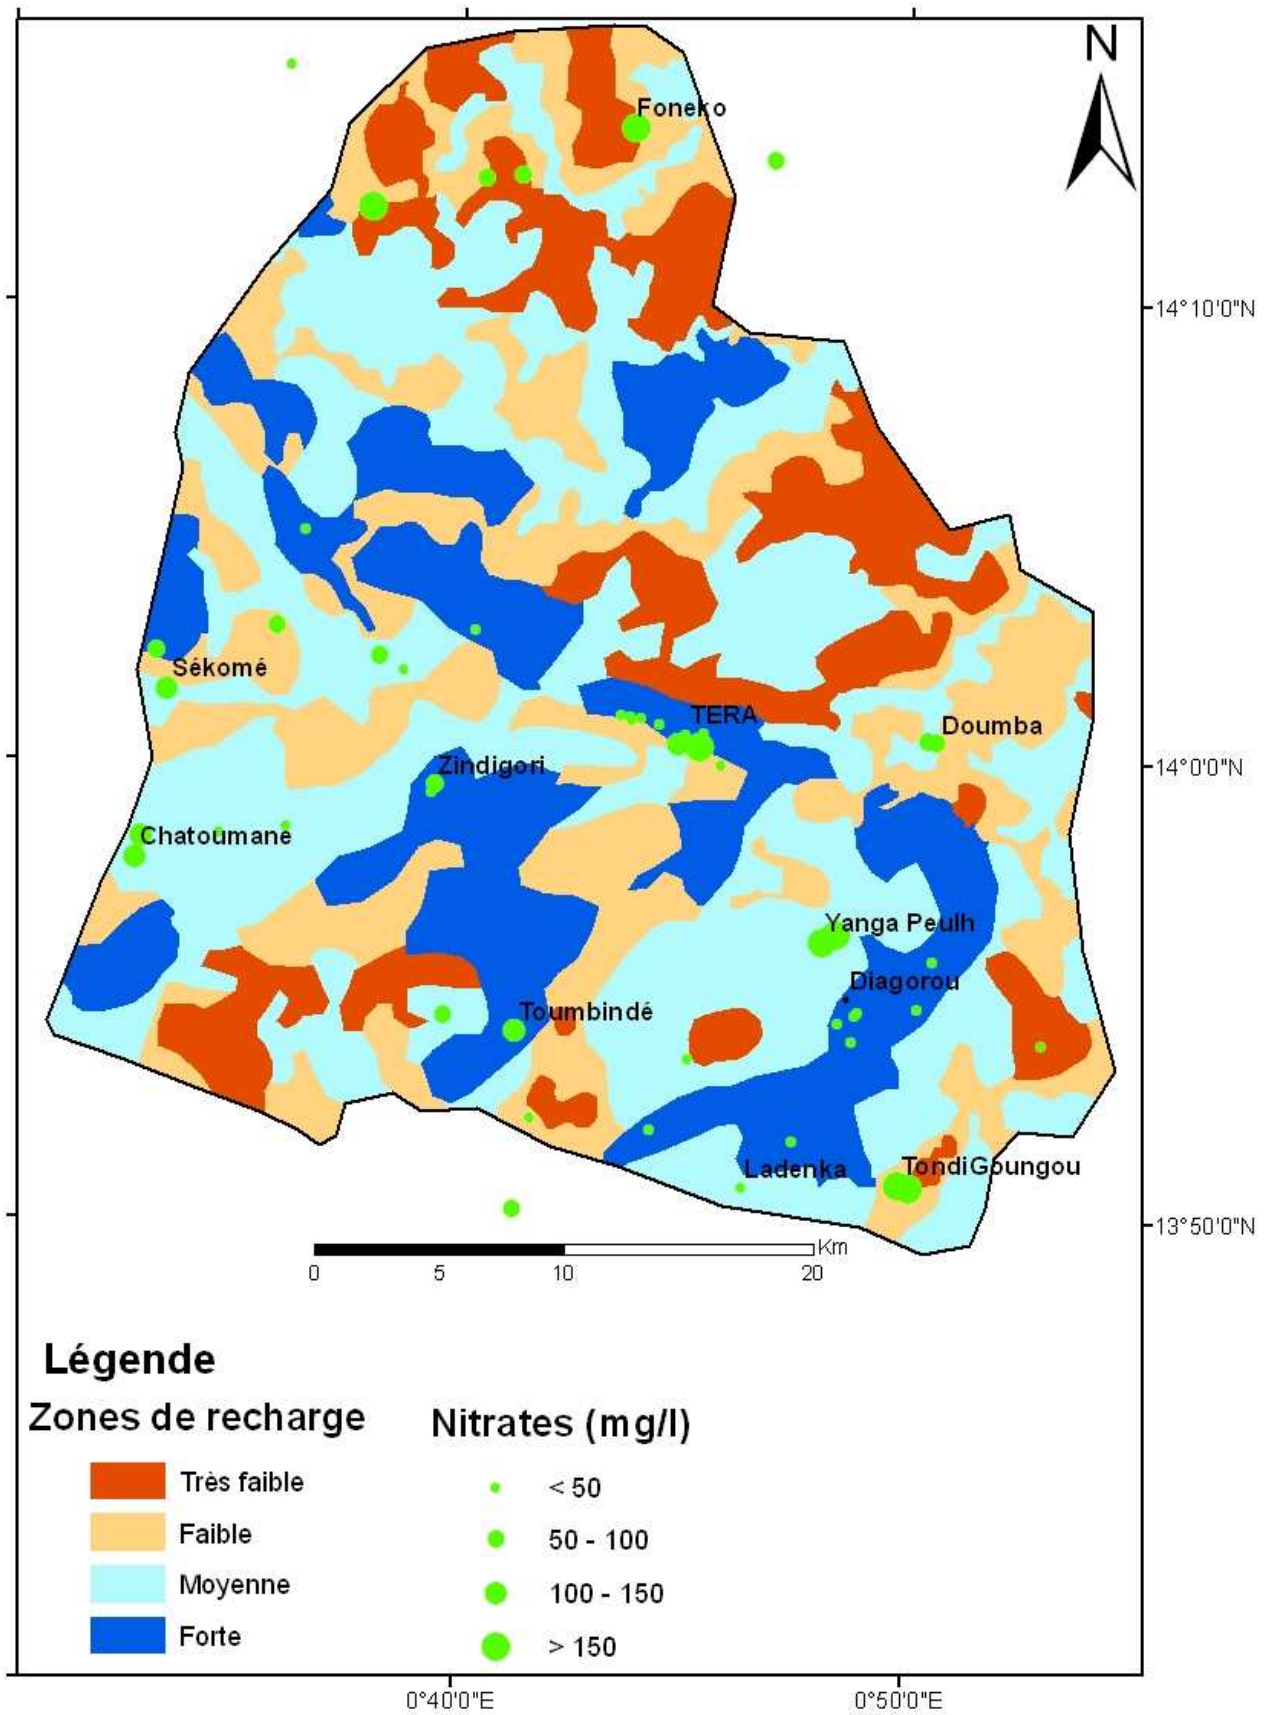 N
Foneko
14°10'0"N
Sékomé
TERA
Doumba
Zindigori
14°0'0"N
Chatoumane
Yanga Peulh
Diagorou
Toumbindé
Ladenka
TondiGoungou
13°50'0"N
Km
0 5 10 20
Légende
Zones de recharge
Très faible
Faible
Moyenne
Forte
Nitrates (mg/l)
< 50
50 - 100
100 - 150
> 150
0°40'0"E 0°50'0"E